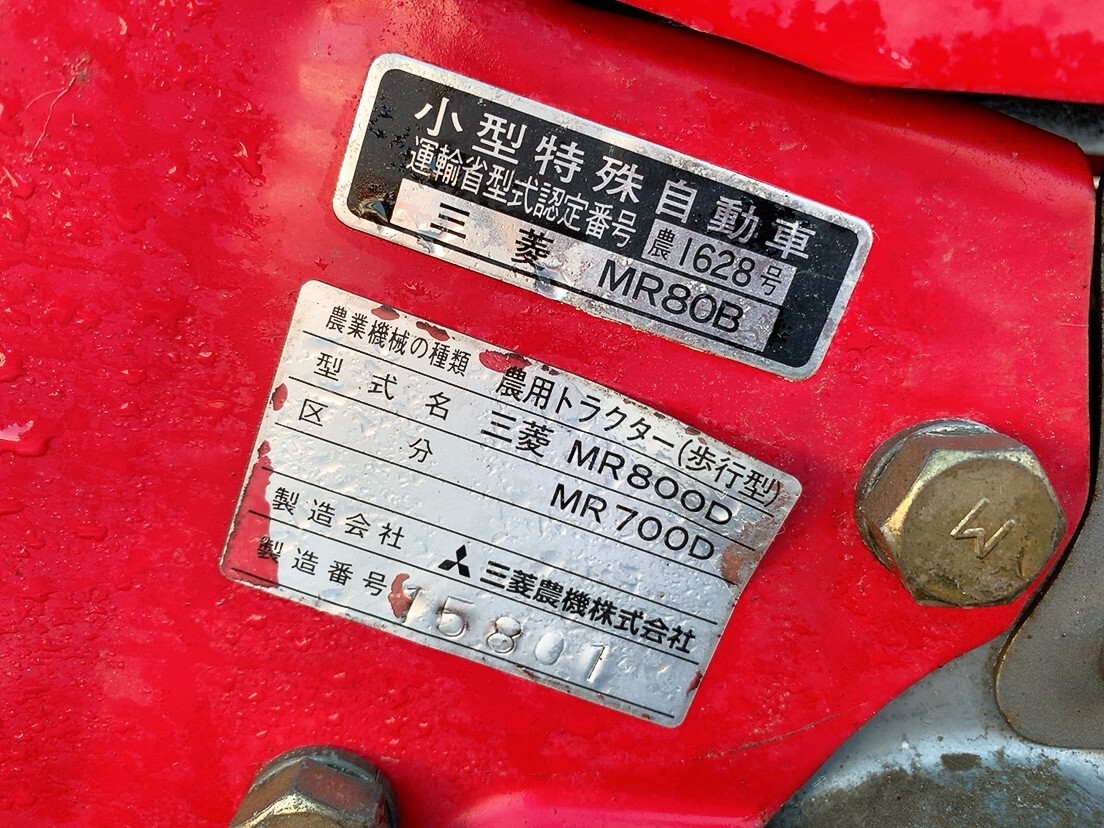 小型特殊自動車
運輸省型式認定番号 農1628号
三菱 MR80B
農業機械の種類 農用トラクター(歩行型)
型式名 三菱 MR800D
区分 MR700D
製造会社 三菱農機株式会社
製造番号 15801
W